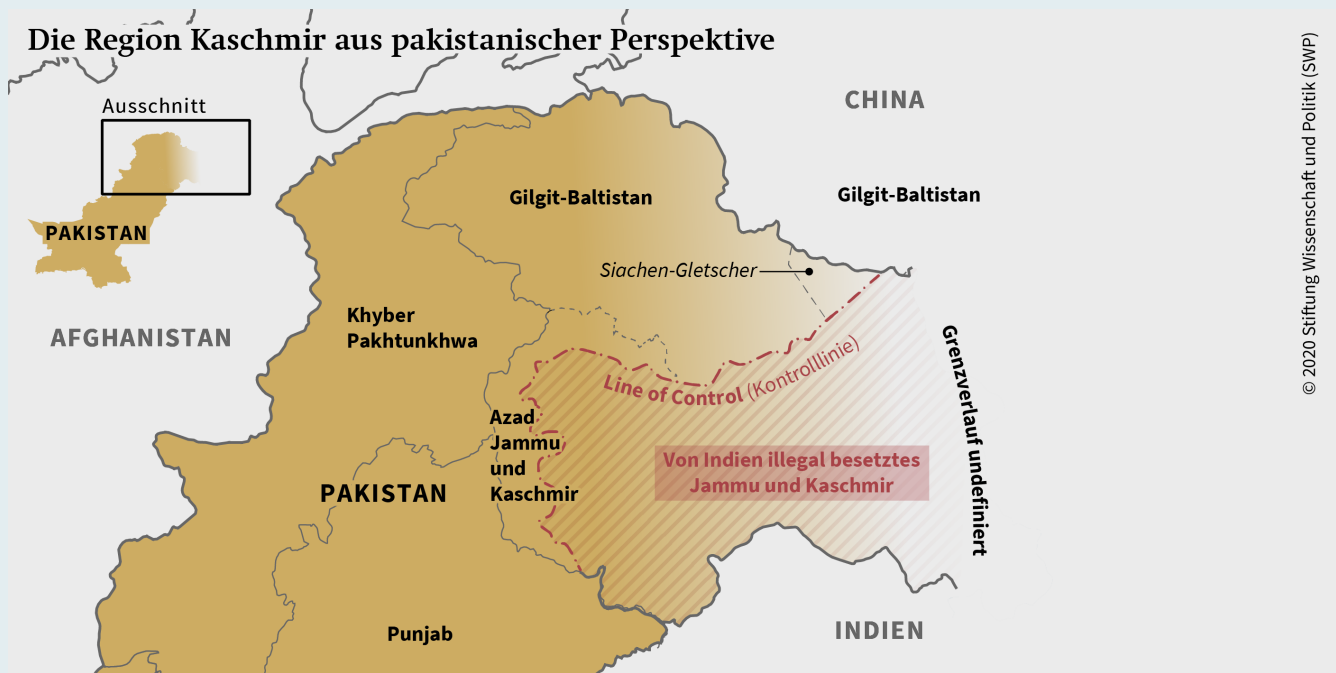 Die Region Kaschmir aus pakistanischer Perspektive
Ausschnitt
CHINA
Gilgit-Baltistan
Gilgit-Baltistan
PAKISTAN
Siachen-Gletscher
AFGHANISTAN
Khyber
Pakhtunkhwa
Line of Control (Kontrolllinie)
Grenzverlauf undefiniert
Azad
Jammu
und
Kaschmir
Von Indien illegal besetztes
Jammu und Kaschmir
PAKISTAN
Punjab
INDIEN
© 2020 Stiftung Wissenschaft und Politik (SWP)